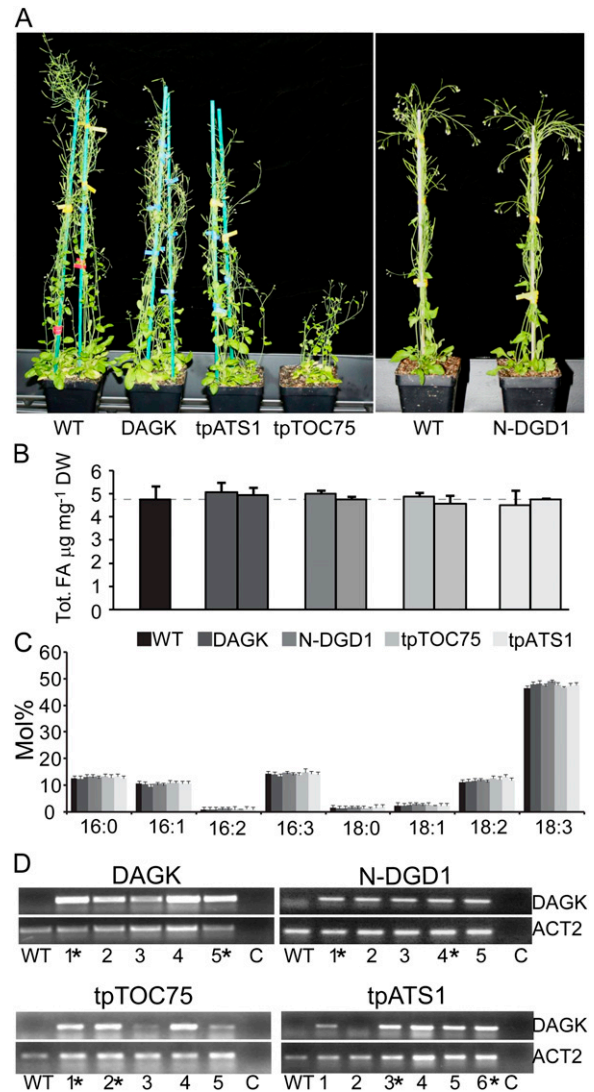 A
WT DAGK tpATS1 tpTOC75 WT N-DGD1
B
Tot. FA µg mg⁻¹ DW
6
5
4
3
2
1
0
C
WT DAGK N-DGD1 tpTOC75 tpATS1
Mol%
60
50
40
30
20
10
0
16:0 16:1 16:2 16:3 18:0 18:1 18:2 18:3
D
DAGK N-DGD1
DAGK
ACT2
WT 1* 2 3 4 5* C WT 1* 2 3 4* 5 C
tpTOC75 tpATS1
DAGK
ACT2
WT 1* 2* 3 4 5 C WT 1 2 3* 4 5 6* C